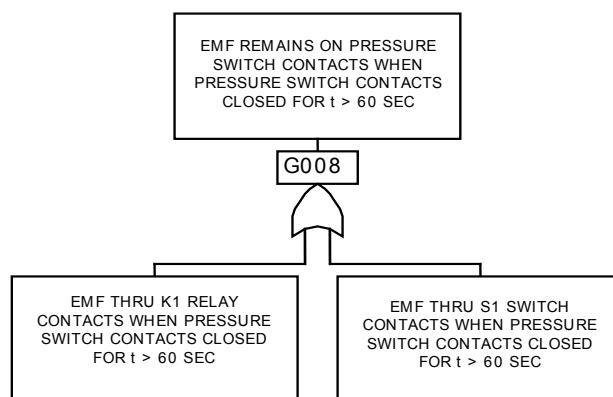 EMF REMAINS ON PRESSURE
SWITCH CONTACTS WHEN
PRESSURE SWITCH CONTACTS
CLOSED FOR t > 60 SEC
G008
EMF THRU K1 RELAY
CONTACTS WHEN PRESSURE
SWITCH CONTACTS CLOSED
FOR t > 60 SEC
EMF THRU S1 SWITCH
CONTACTS WHEN PRESSURE
SWITCH CONTACTS CLOSED
FOR t > 60 SEC